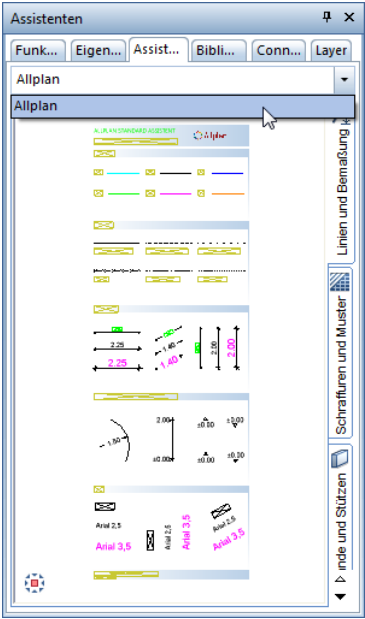 Assistenten
Funk... Eigen... Assist... Bibli... Conn... Layer
Allplan
Allplan
ALLPLAN STANDARD ASSISTENT
Allplan
2.25
1.40
2.00
2.25
1.40
2.00
1.50
2.00
±0.00
±0.00
±0.00
±0.00
±0.00
Arial 2,5
Arial 2,5
Arial 3,5
Arial 2,5
Arial 3,5
Arial 3,5
Linien und Bemaßung
Schraffuren und Muster
nde und Stützen